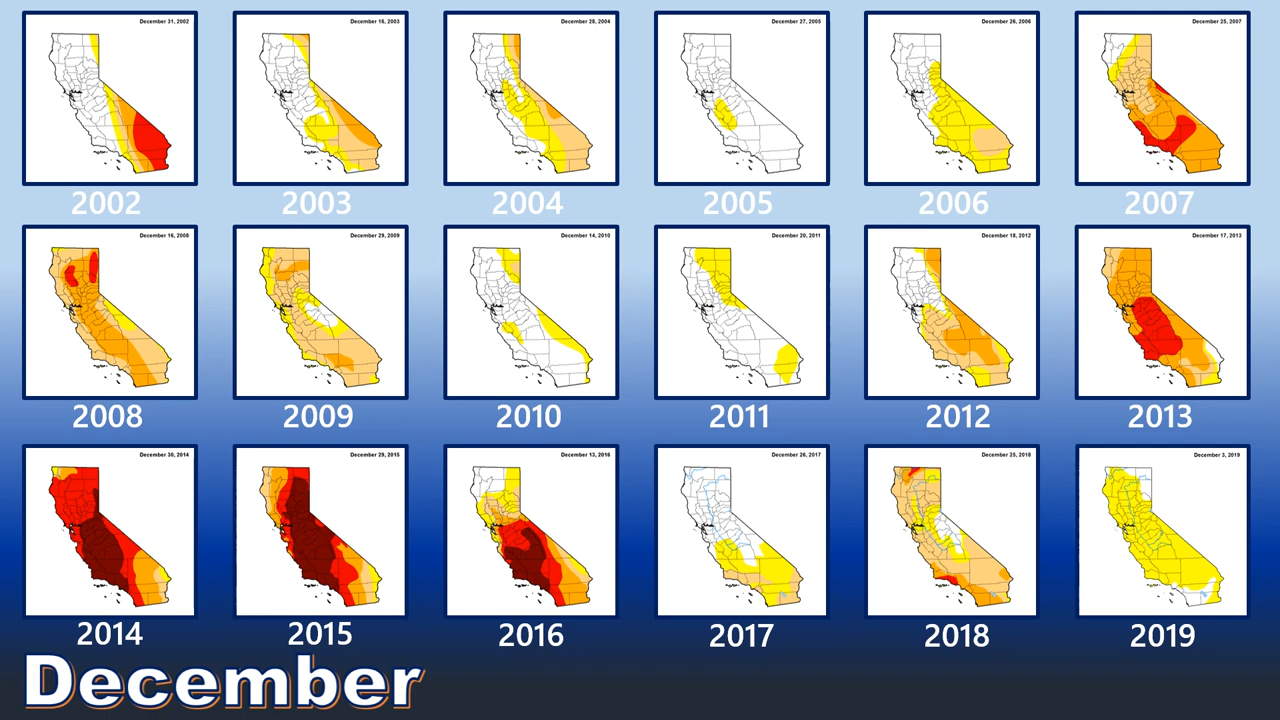 December 31, 2002
December 16, 2003
December 28, 2004
December 27, 2005
December 26, 2006
December 25, 2007
2002
2003
2004
2005
2006
2007
December 16, 2008
December 29, 2009
December 14, 2010
December 20, 2011
December 18, 2012
December 17, 2013
2008
2009
2010
2011
2012
2013
December 30, 2014
December 29, 2015
December 13, 2016
December 26, 2017
December 25, 2018
December 3, 2019
2014
2015
2016
2017
2018
2019
December